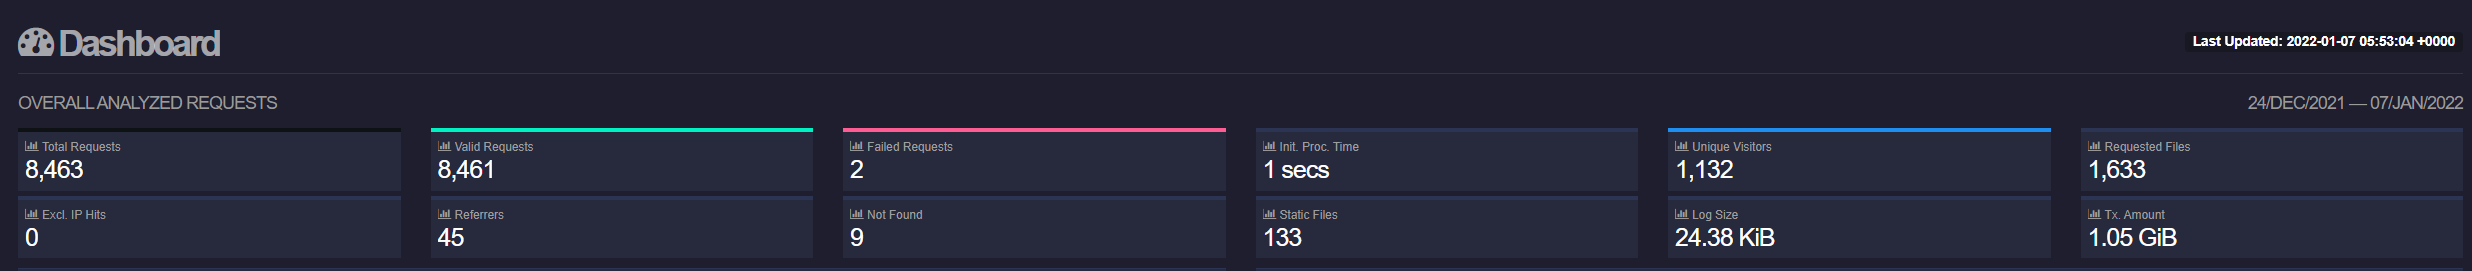 Dashboard
Last Updated: 2022-01-07 05:53:04 +0000
OVERALL ANALYZED REQUESTS
24/DEC/2021 — 07/JAN/2022
Total Requests
8,463
Valid Requests
8,461
Failed Requests
2
Init. Proc. Time
1 secs
Unique Visitors
1,132
Requested Files
1,633
Excl. IP Hits
0
Referrers
45
Not Found
9
Static Files
133
Log Size
24.38 KiB
Tx. Amount
1.05 GiB